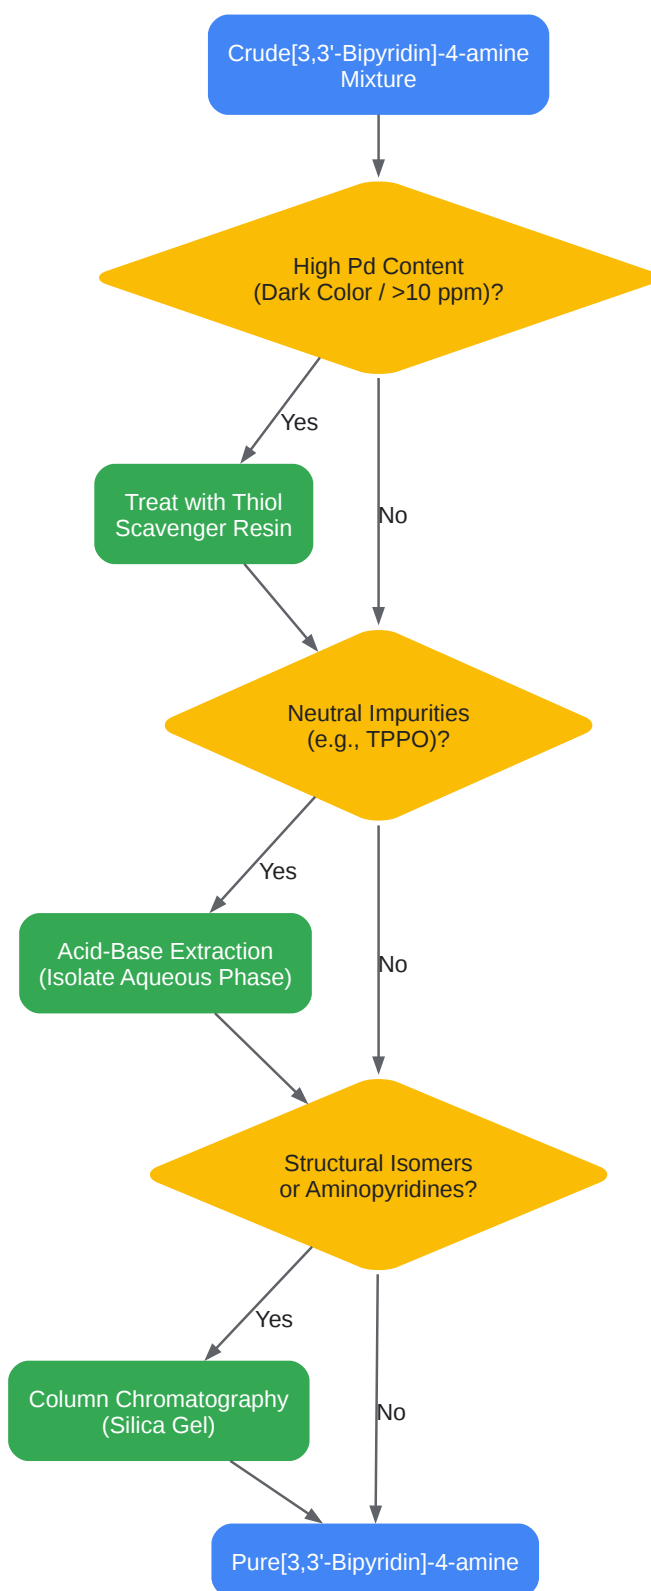 Crude[3,3'-Bipyridin]-4-amine
Mixture
High Pd Content
(Dark Color / >10 ppm)?
Yes
Treat with Thiol
Scavenger Resin
No
Neutral Impurities
(e.g., TPPO)?
Yes
Acid-Base Extraction
(Isolate Aqueous Phase)
No
Structural Isomers
or Aminopyridines?
Yes
Column Chromatography
(Silica Gel)
No
Pure[3,3'-Bipyridin]-4-amine